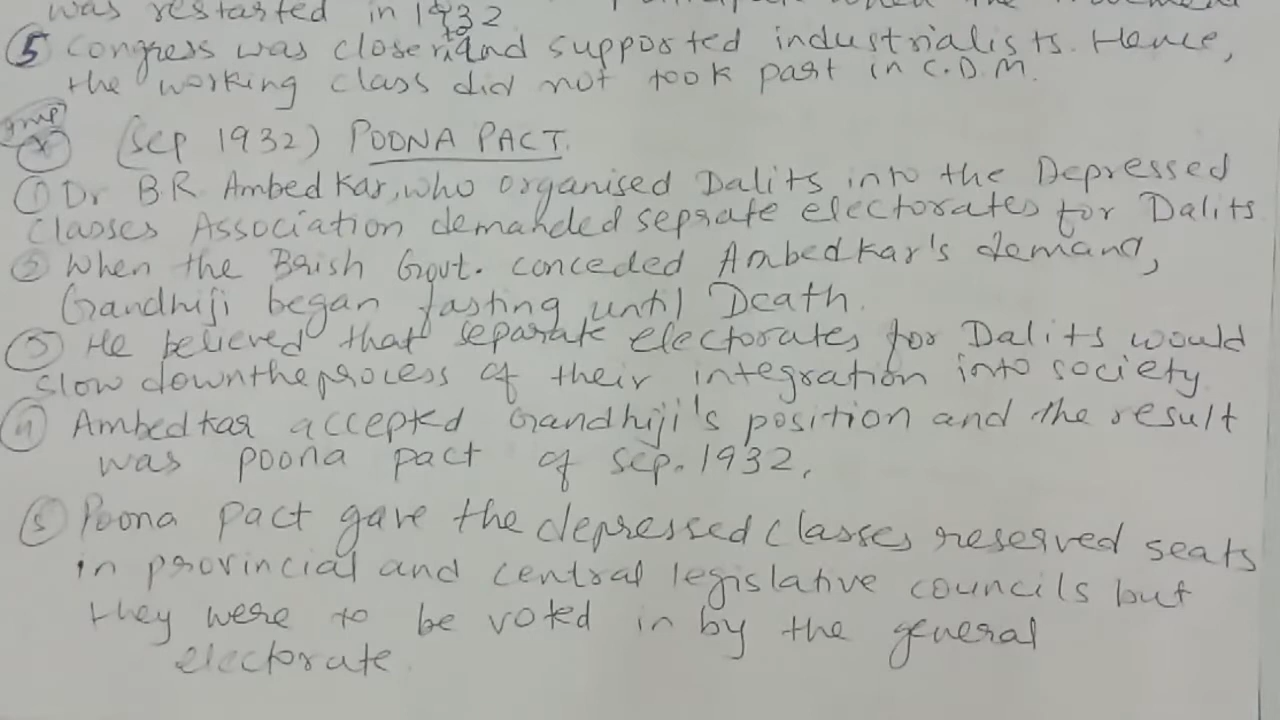 was restarted in 1932
⑤ Congress was closer to and supported industrialists. Hence,
the working class did not took part in C.D.M.
imp
(Sep 1932) POONA PACT.
① Dr B.R. Ambedkar, who organised Dalits into the Depressed
Classes Association demanded seprate electorates for Dalits
② When the Brish Govt. conceded Ambedkar's demand,
Gandhiji began fasting until Death.
③ He believed that separate electorates for Dalits would
slow down the process of their integration into society
④ Ambedkar accepted Gandhiji's position and the result
was poona pact of Sep. 1932.
⑤ Poona pact gave the depressed classes reserved seats
in provincial and central legislative councils but
they were to be voted in by the general
electorate.